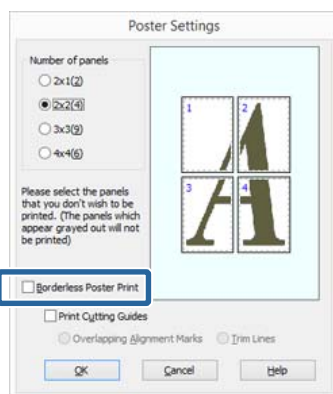 Poster Settings
Number of panels
2x1(2)
2x2(4)
3x3(9)
4x4(6)
Please select the panels
that you don't wish to be
printed. (The panels which
appear grayed out will not
be printed)
1 2
3 4
A
Borderless Poster Print
Print Cutting Guides
Overlapping Alignment Marks Trim Lines
OK Cancel Help